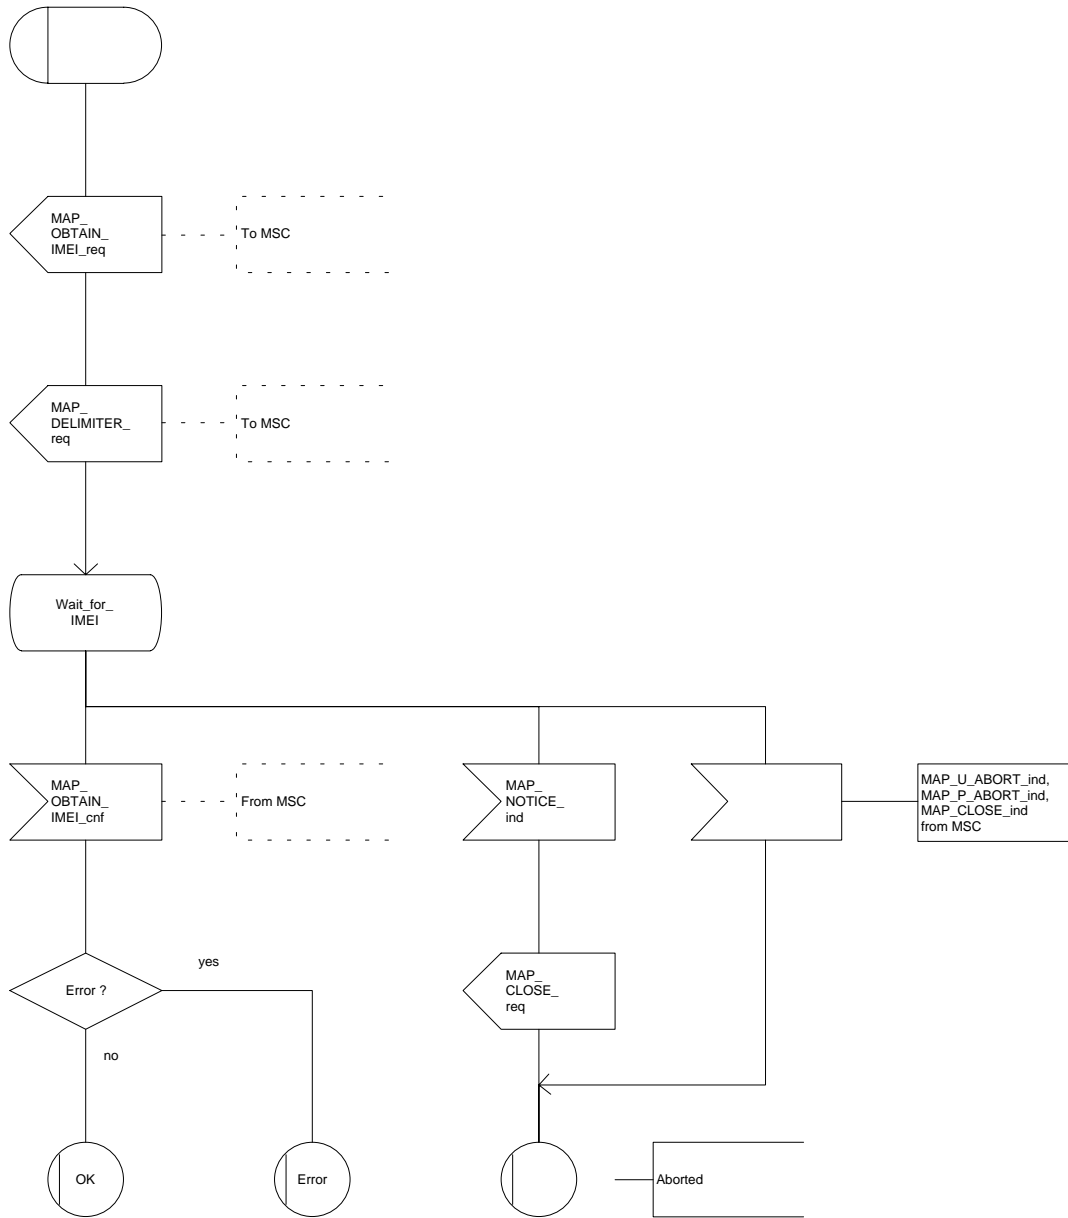 MAP_
OBTAIN_
IMEI_req
To MSC
MAP_
DELIMITER_
req
To MSC
Wait_for_
IMEI
MAP_
OBTAIN_
IMEI_cnf
From MSC
MAP_
NOTICE_
ind
MAP_U_ABORT_ind,
MAP_P_ABORT_ind,
MAP_CLOSE_ind
from MSC
Error ?
yes
no
MAP_
CLOSE_
req
OK
Error
Aborted